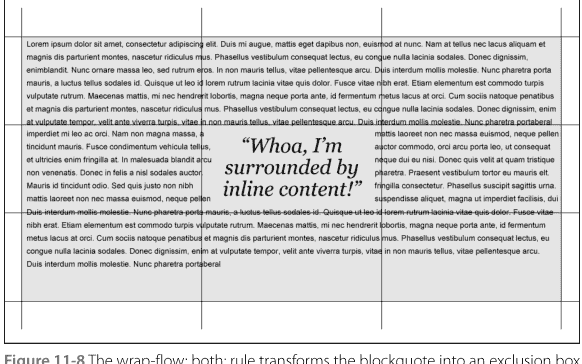 Lorem ipsum dolor sit amet, consectetur adipiscing elit. Duis mi augue, mattis eget dapibus non, euismod at nunc. Nam at tellus nec lacus aliquam et
magnis dis parturient montes, nascetur ridiculus mus. Phasellus vestibulum consequat lectus, eu congue nulla lacinia sodales. Donec dignissim,
enimblandit. Nunc ornare massa leo, sed rutrum eros. In non mauris tellus, vitae pellentesque arcu. Duis interdum mollis molestie. Nunc pharetra porta
mauris, a luctus tellus sodales id. Quisque ut leo id lorem rutrum lacinia vitae quis dolor. Fusce vitae nibh erat. Etiam elementum est commodo turpis
vulputate rutrum. Maecenas mattis, mi nec hendrerit lobortis, magna neque porta ante, id fermentum metus lacus at orci. Cum sociis natoque penatibus
et magnis dis parturient montes, nascetur ridiculus mus. Phasellus vestibulum consequat lectus, eu congue nulla lacinia sodales. Donec dignissim, enim
at vulputate tempor, velit ante viverra turpis, vitae in non mauris tellus, vitae pellentesque arcu. Duis interdum mollis molestie. Nunc pharetra portaberal
imperdiet mi leo ac orci. Nam non magna massa, a
tincidunt mauris. Fusce condimentum vehicula tellus,
et ultricies enim fringilla at. In malesuada blandit arcu
non venenatis. Donec in felis a nisl sodales auctor.
Mauris id tincidunt odio. Sed quis justo non nibh
mattis laoreet non nec massa euismod, neque pellen
“Whoa, I’m
surrounded by
inline content!”
mattis laoreet non nec massa euismod, neque pellen
auctor commodo, orci arcu porta leo, ut consequat
neque dui eu nisi. Donec quis velit at quam tristique
pharetra. Praesent vestibulum tortor eu mauris elit.
fringilla consectetur. Phasellus suscipit sagittis urna.
suspendisse aliquet, magna ut imperdiet facilisis, dui
Duis interdum mollis molestie. Nunc pharetra porta mauris, a luctus tellus sodales id. Quisque ut leo id lorem rutrum lacinia vitae quis dolor. Fusce vitae
nibh erat. Etiam elementum est commodo turpis vulputate rutrum. Maecenas mattis, mi nec hendrerit lobortis, magna neque porta ante, id fermentum
metus lacus at orci. Cum sociis natoque penatibus et magnis dis parturient montes, nascetur ridiculus mus. Phasellus vestibulum consequat lectus, eu
congue nulla lacinia sodales. Donec dignissim, enim at vulputate tempor, velit ante viverra turpis, vitae in non mauris tellus, vitae pellentesque arcu.
Duis interdum mollis molestie. Nunc pharetra portaberal
Figure 11-8 The wrap-flow: both; rule transforms the blockquote into an exclusion box